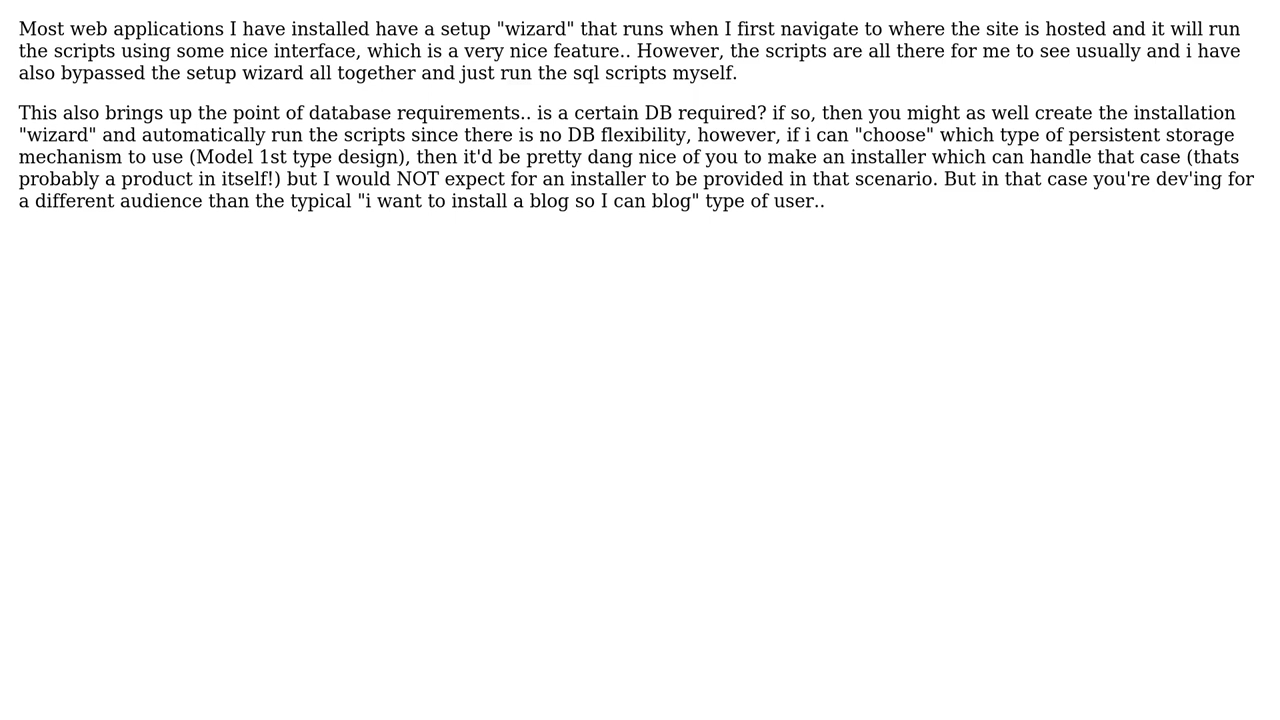 Most web applications I have installed have a setup "wizard" that runs when I first navigate to where the site is hosted and it will run
the scripts using some nice interface, which is a very nice feature.. However, the scripts are all there for me to see usually and i have
also bypassed the setup wizard all together and just run the sql scripts myself.
This also brings up the point of database requirements.. is a certain DB required? if so, then you might as well create the installation
"wizard" and automatically run the scripts since there is no DB flexibility, however, if i can "choose" which type of persistent storage
mechanism to use (Model 1st type design), then it'd be pretty dang nice of you to make an installer which can handle that case (thats
probably a product in itself!) but I would NOT expect for an installer to be provided in that scenario. But in that case you're dev'ing for
a different audience than the typical "i want to install a blog so I can blog" type of user..